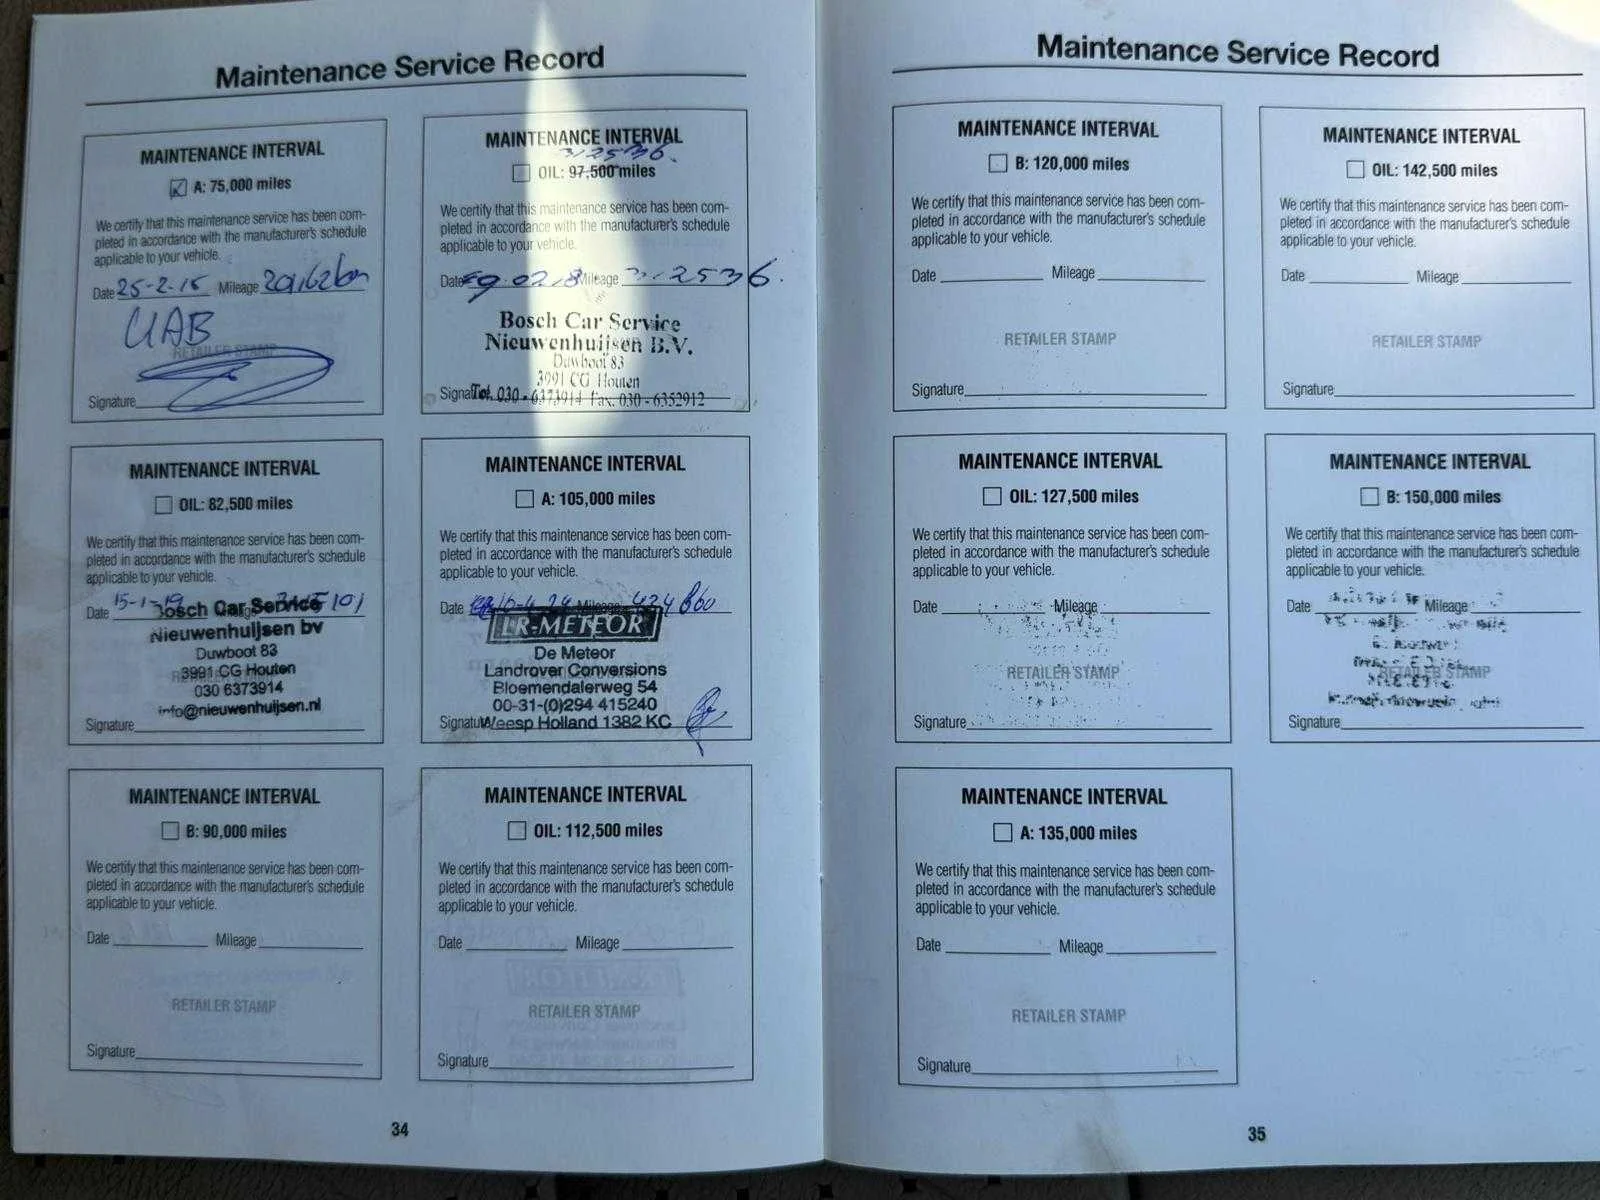 Maintenance Service Record
MAINTENANCE INTERVAL
A: 75,000 miles
We certify that this maintenance service has been com-
pleted in accordance with the manufacturer's schedule
applicable to your vehicle.
Date 25-2-15 Mileage
RETAILER STAMP
Signature
MAINTENANCE INTERVAL
312536.
OIL: 97,500 miles
We certify that this maintenance service has been com-
pleted in accordance with the manufacturer's schedule
applicable to your vehicle.
Date Mileage 312536.
Bosch Car Service
Nieuwenhuijsen B.V.
Duwboot 83
3991 CG Houten
Tel. 030 - 6373914 Fax. 030 - 6352912
MAINTENANCE INTERVAL
OIL: 82,500 miles
We certify that this maintenance service has been com-
pleted in accordance with the manufacturer's schedule
applicable to your vehicle.
Date 15-1-19
Bosch Car Service
Nieuwenhuijsen bv
Duwboot 83
3991 CG Houten
030 6373914
info@nieuwenhuijsen.nl
Signature
MAINTENANCE INTERVAL
A: 105,000 miles
We certify that this maintenance service has been com-
pleted in accordance with the manufacturer's schedule
applicable to your vehicle.
Date Mileage
LR-METEOR
De Meteor
Landrover Conversions
Bloemendalerweg 54
00-31-(0)294 415240
Weesp Holland 1382 KC
MAINTENANCE INTERVAL
B: 90,000 miles
We certify that this maintenance service has been com-
pleted in accordance with the manufacturer's schedule
applicable to your vehicle.
Date Mileage
RETAILER STAMP
Signature
MAINTENANCE INTERVAL
OIL: 112,500 miles
We certify that this maintenance service has been com-
pleted in accordance with the manufacturer's schedule
applicable to your vehicle.
Date Mileage
RETAILER STAMP
Signature
34
Maintenance Service Record
MAINTENANCE INTERVAL
B: 120,000 miles
We certify that this maintenance service has been com-
pleted in accordance with the manufacturer's schedule
applicable to your vehicle.
Date Mileage
RETAILER STAMP
Signature
MAINTENANCE INTERVAL
OIL: 142,500 miles
We certify that this maintenance service has been com-
pleted in accordance with the manufacturer's schedule
applicable to your vehicle.
Date Mileage
RETAILER STAMP
Signature
MAINTENANCE INTERVAL
OIL: 127,500 miles
We certify that this maintenance service has been com-
pleted in accordance with the manufacturer's schedule
applicable to your vehicle.
Date Mileage
RETAILER STAMP
Signature
MAINTENANCE INTERVAL
B: 150,000 miles
We certify that this maintenance service has been com-
pleted in accordance with the manufacturer's schedule
applicable to your vehicle.
Date Mileage
RETAILER STAMP
Signature
MAINTENANCE INTERVAL
A: 135,000 miles
We certify that this maintenance service has been com-
pleted in accordance with the manufacturer's schedule
applicable to your vehicle.
Date Mileage
RETAILER STAMP
Signature
35